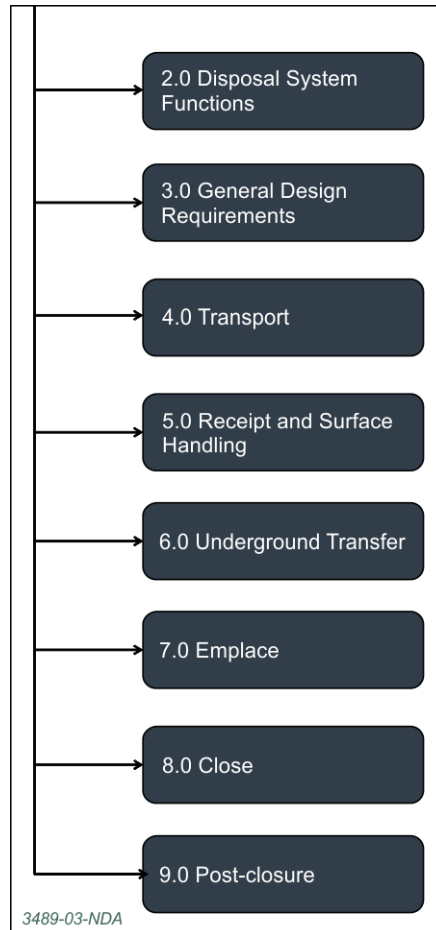 2.0 Disposal System
Functions
3.0 General Design
Requirements
4.0 Transport
5.0 Receipt and Surface
Handling
6.0 Underground Transfer
7.0 Emplace
8.0 Close
9.0 Post-closure
3489-03-NDA